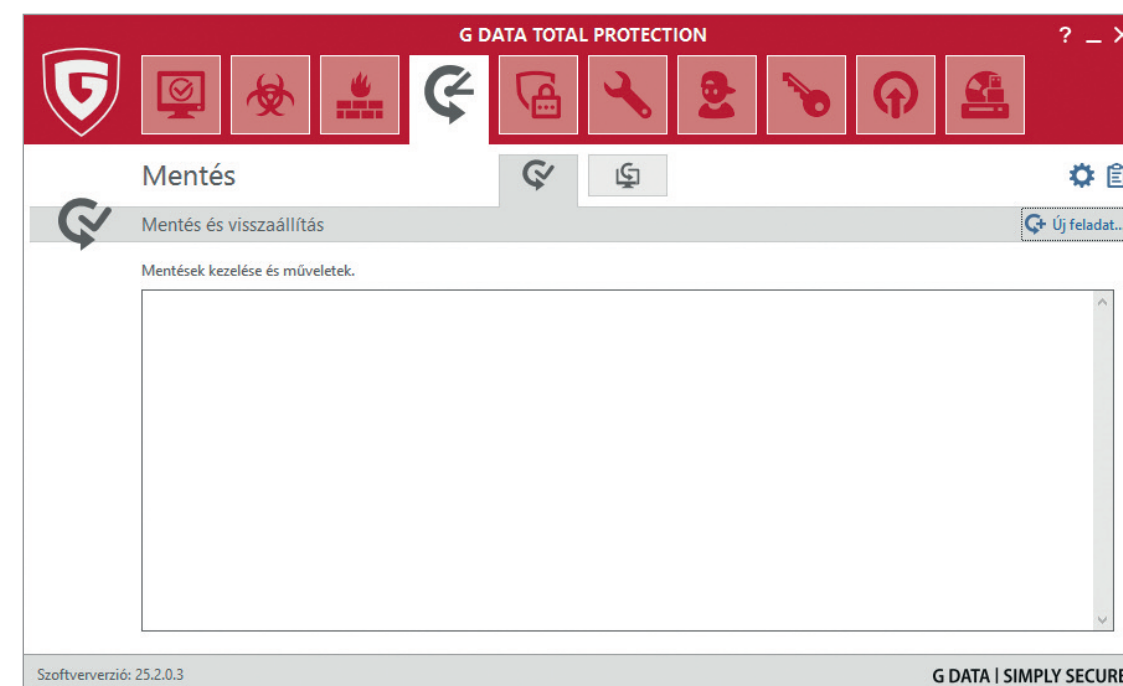 G DATA TOTAL PROTECTION
Mentés
Mentés és visszaállítás
Új feladat...
Mentések kezelése és műveletek.
Szoftververzió: 25.2.0.3
G DATA | SIMPLY SECURE